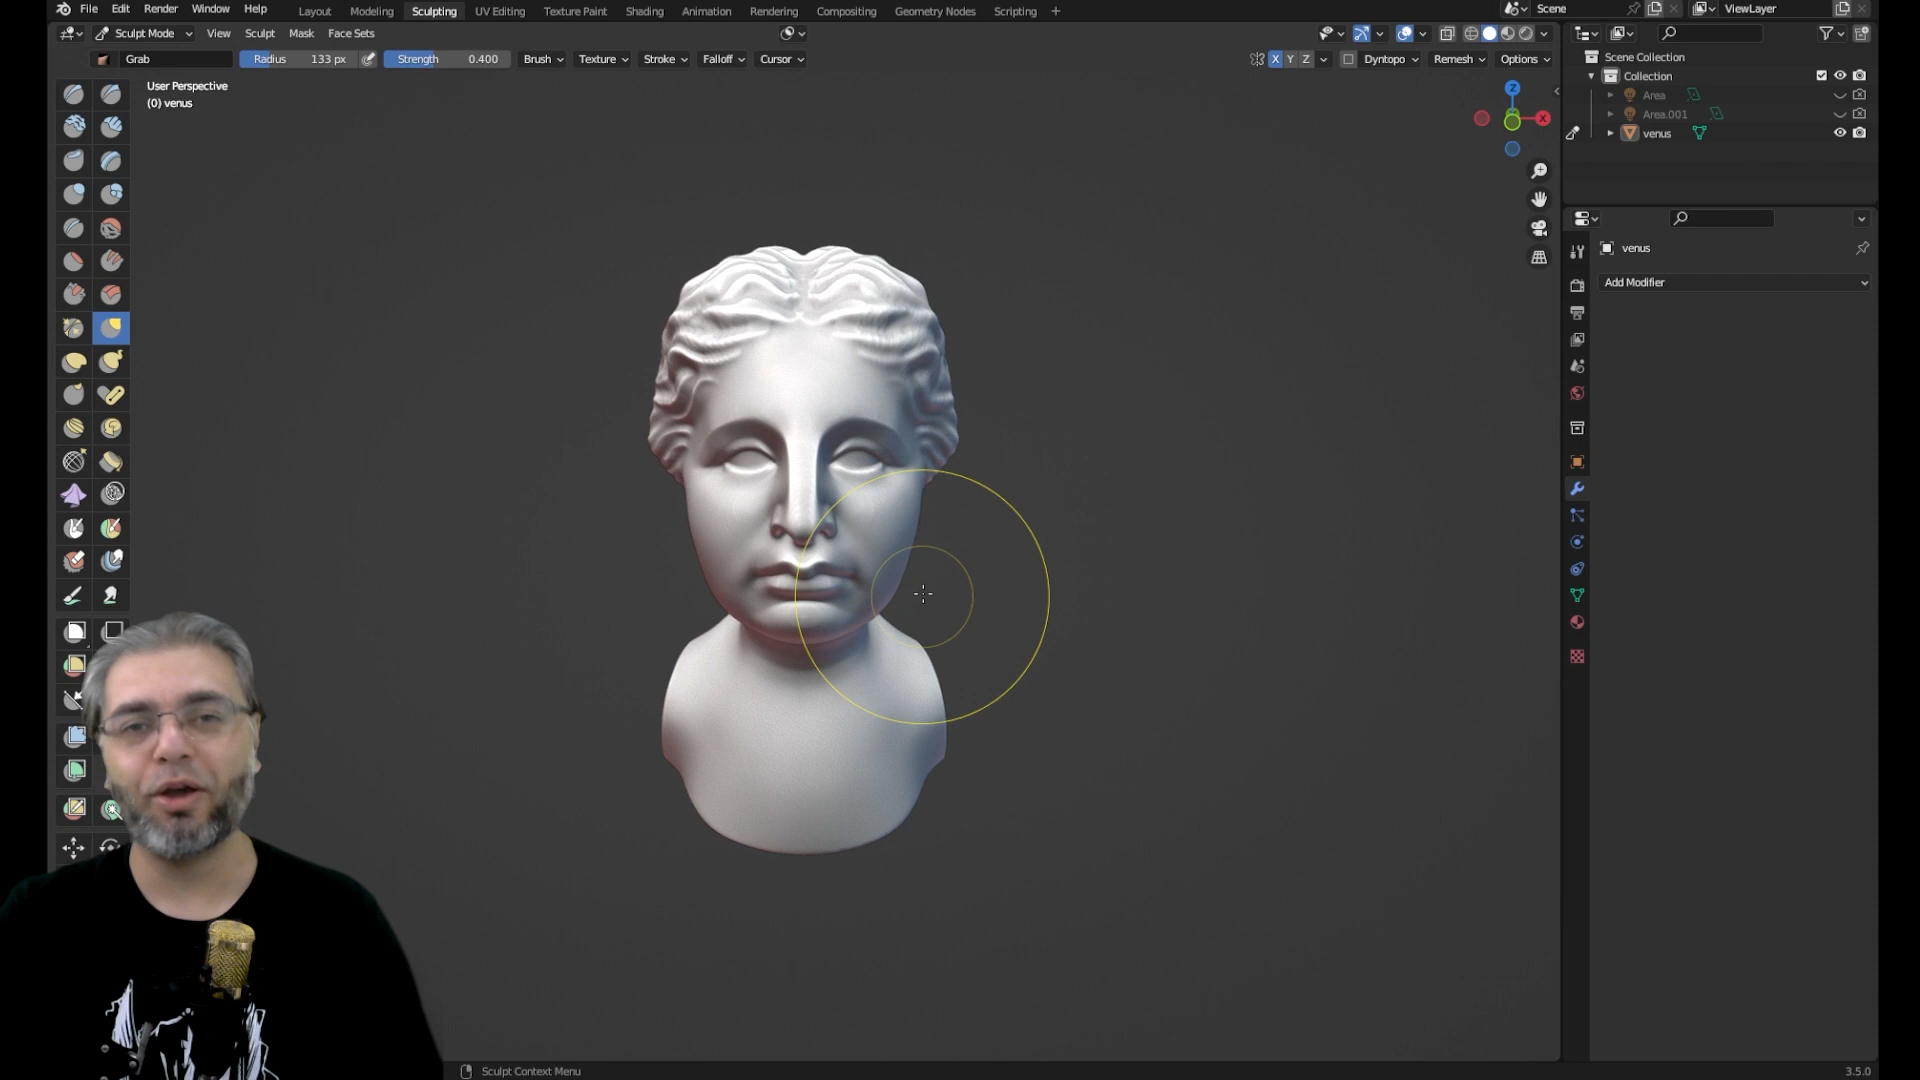 File Edit Render Window Help Layout Modeling Sculpting UV Editing Texture Paint Shading Animation Rendering Compositing Geometry Nodes Scripting + Scene ViewLayer
Sculpt Mode View Sculpt Mask Face Sets
Grab Radius 133 px Strength 0.400 Brush Texture Stroke Falloff Cursor X Y Z Dyntopo Remesh Options
Scene Collection
Collection
Area
Area.001
venus
User Perspective
(0) venus
Z
X
venus
Add Modifier
Sculpt Context Menu
3.5.0